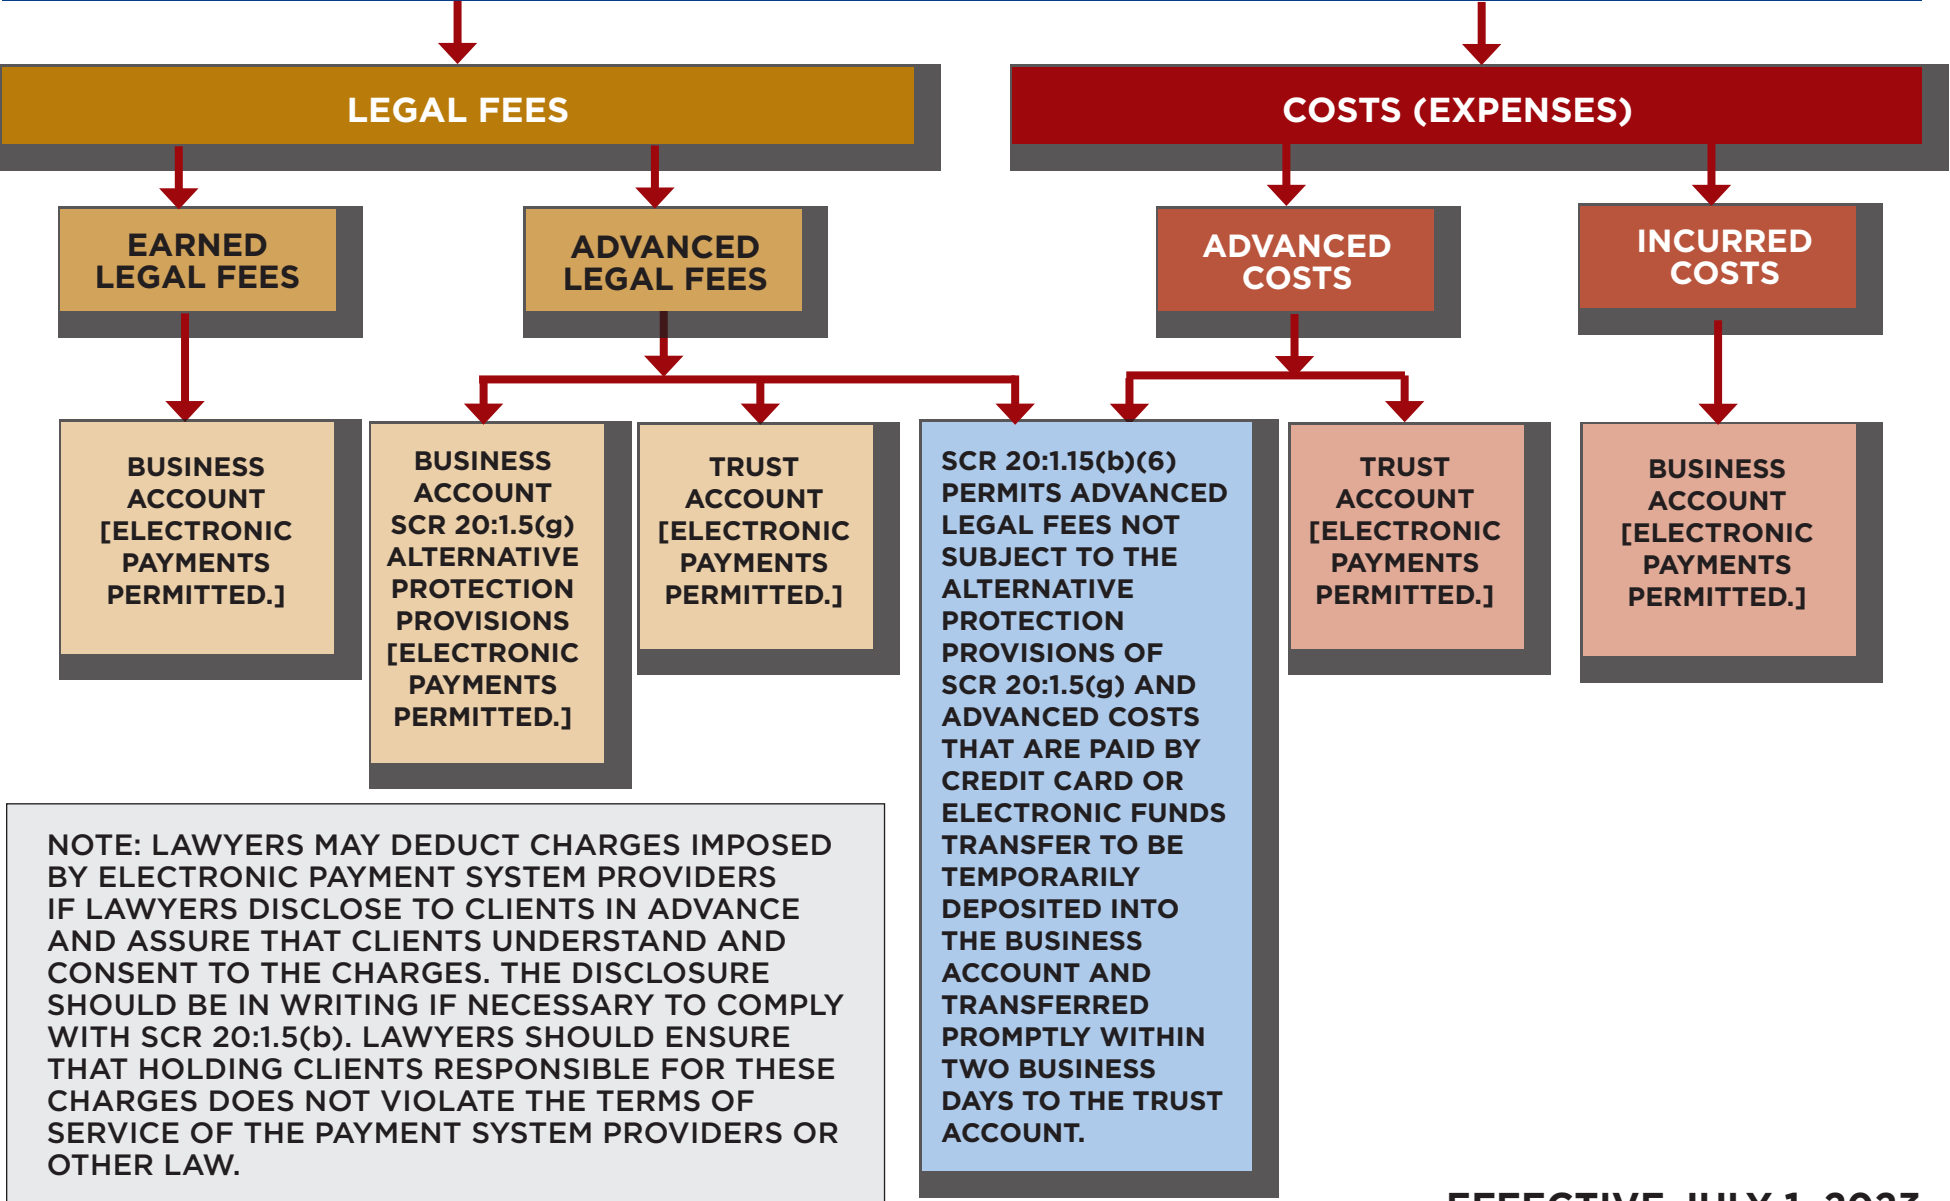 LEGAL FEES
COSTS (EXPENSES)
EARNED
LEGAL FEES
ADVANCED
LEGAL FEES
ADVANCED
COSTS
INCURRED
COSTS
BUSINESS
ACCOUNT
[ELECTRONIC
PAYMENTS
PERMITTED.]
BUSINESS
ACCOUNT
SCR 20:1.5(g)
ALTERNATIVE
PROTECTION
PROVISIONS
[ELECTRONIC
PAYMENTS
PERMITTED.]
TRUST
ACCOUNT
[ELECTRONIC
PAYMENTS
PERMITTED.]
SCR 20:1.15(b)(6)
PERMITS ADVANCED
LEGAL FEES NOT
SUBJECT TO THE
ALTERNATIVE
PROTECTION
PROVISIONS OF
SCR 20:1.5(g) AND
ADVANCED COSTS
THAT ARE PAID BY
CREDIT CARD OR
ELECTRONIC FUNDS
TRANSFER TO BE
TEMPORARILY
DEPOSITED INTO
THE BUSINESS
ACCOUNT AND
TRANSFERRED
PROMPTLY WITHIN
TWO BUSINESS
DAYS TO THE TRUST
ACCOUNT.
TRUST
ACCOUNT
[ELECTRONIC
PAYMENTS
PERMITTED.]
BUSINESS
ACCOUNT
[ELECTRONIC
PAYMENTS
PERMITTED.]
NOTE: LAWYERS MAY DEDUCT CHARGES IMPOSED
BY ELECTRONIC PAYMENT SYSTEM PROVIDERS
IF LAWYERS DISCLOSE TO CLIENTS IN ADVANCE
AND ASSURE THAT CLIENTS UNDERSTAND AND
CONSENT TO THE CHARGES. THE DISCLOSURE
SHOULD BE IN WRITING IF NECESSARY TO COMPLY
WITH SCR 20:1.5(b). LAWYERS SHOULD ENSURE
THAT HOLDING CLIENTS RESPONSIBLE FOR THESE
CHARGES DOES NOT VIOLATE THE TERMS OF
SERVICE OF THE PAYMENT SYSTEM PROVIDERS OR
OTHER LAW.
EFFECTIVE JULY 1, 2023